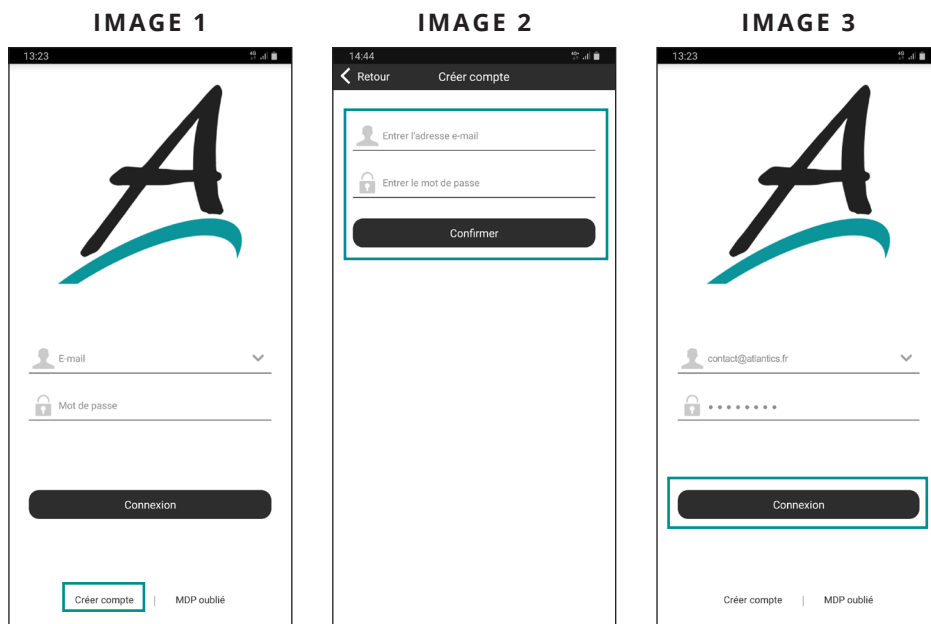 IMAGE 1
13:23
4G
E-mail
Mot de passe
Connexion
Créer compte | MDP oublié
IMAGE 2
14:44
Retour Créer compte
Entrer l'adresse e-mail
Entrer le mot de passe
Confirmer
IMAGE 3
13:23
4G
contact@atlantics.fr
Connexion
Créer compte | MDP oublié